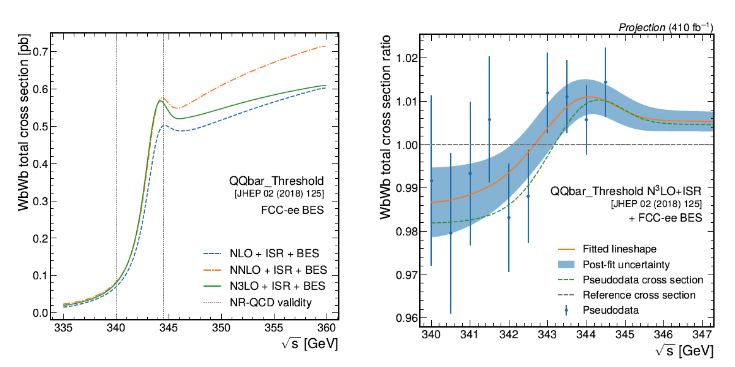 WbWb total cross section [pb]
0.7
0.6
0.5
0.4
0.3
0.2
0.1
0.0
QQbar_Threshold
[JHEP 02 (2018) 125]
FCC-ee BES
NLO + ISR + BES
NNLO + ISR + BES
N3LO + ISR + BES
NR-QCD validity
335 340 345 350 355 360
√s [GeV]
Projection (410 fb⁻¹)
WbWb total cross section ratio
1.02
1.01
1.00
0.99
0.98
0.97
0.96
QQbar_Threshold N³LO+ISR
[JHEP 02 (2018) 125]
+ FCC-ee BES
Fitted lineshape
Post-fit uncertainty
Pseudodata cross section
Reference cross section
Pseudodata
340 341 342 343 344 345 346 347
√s [GeV]